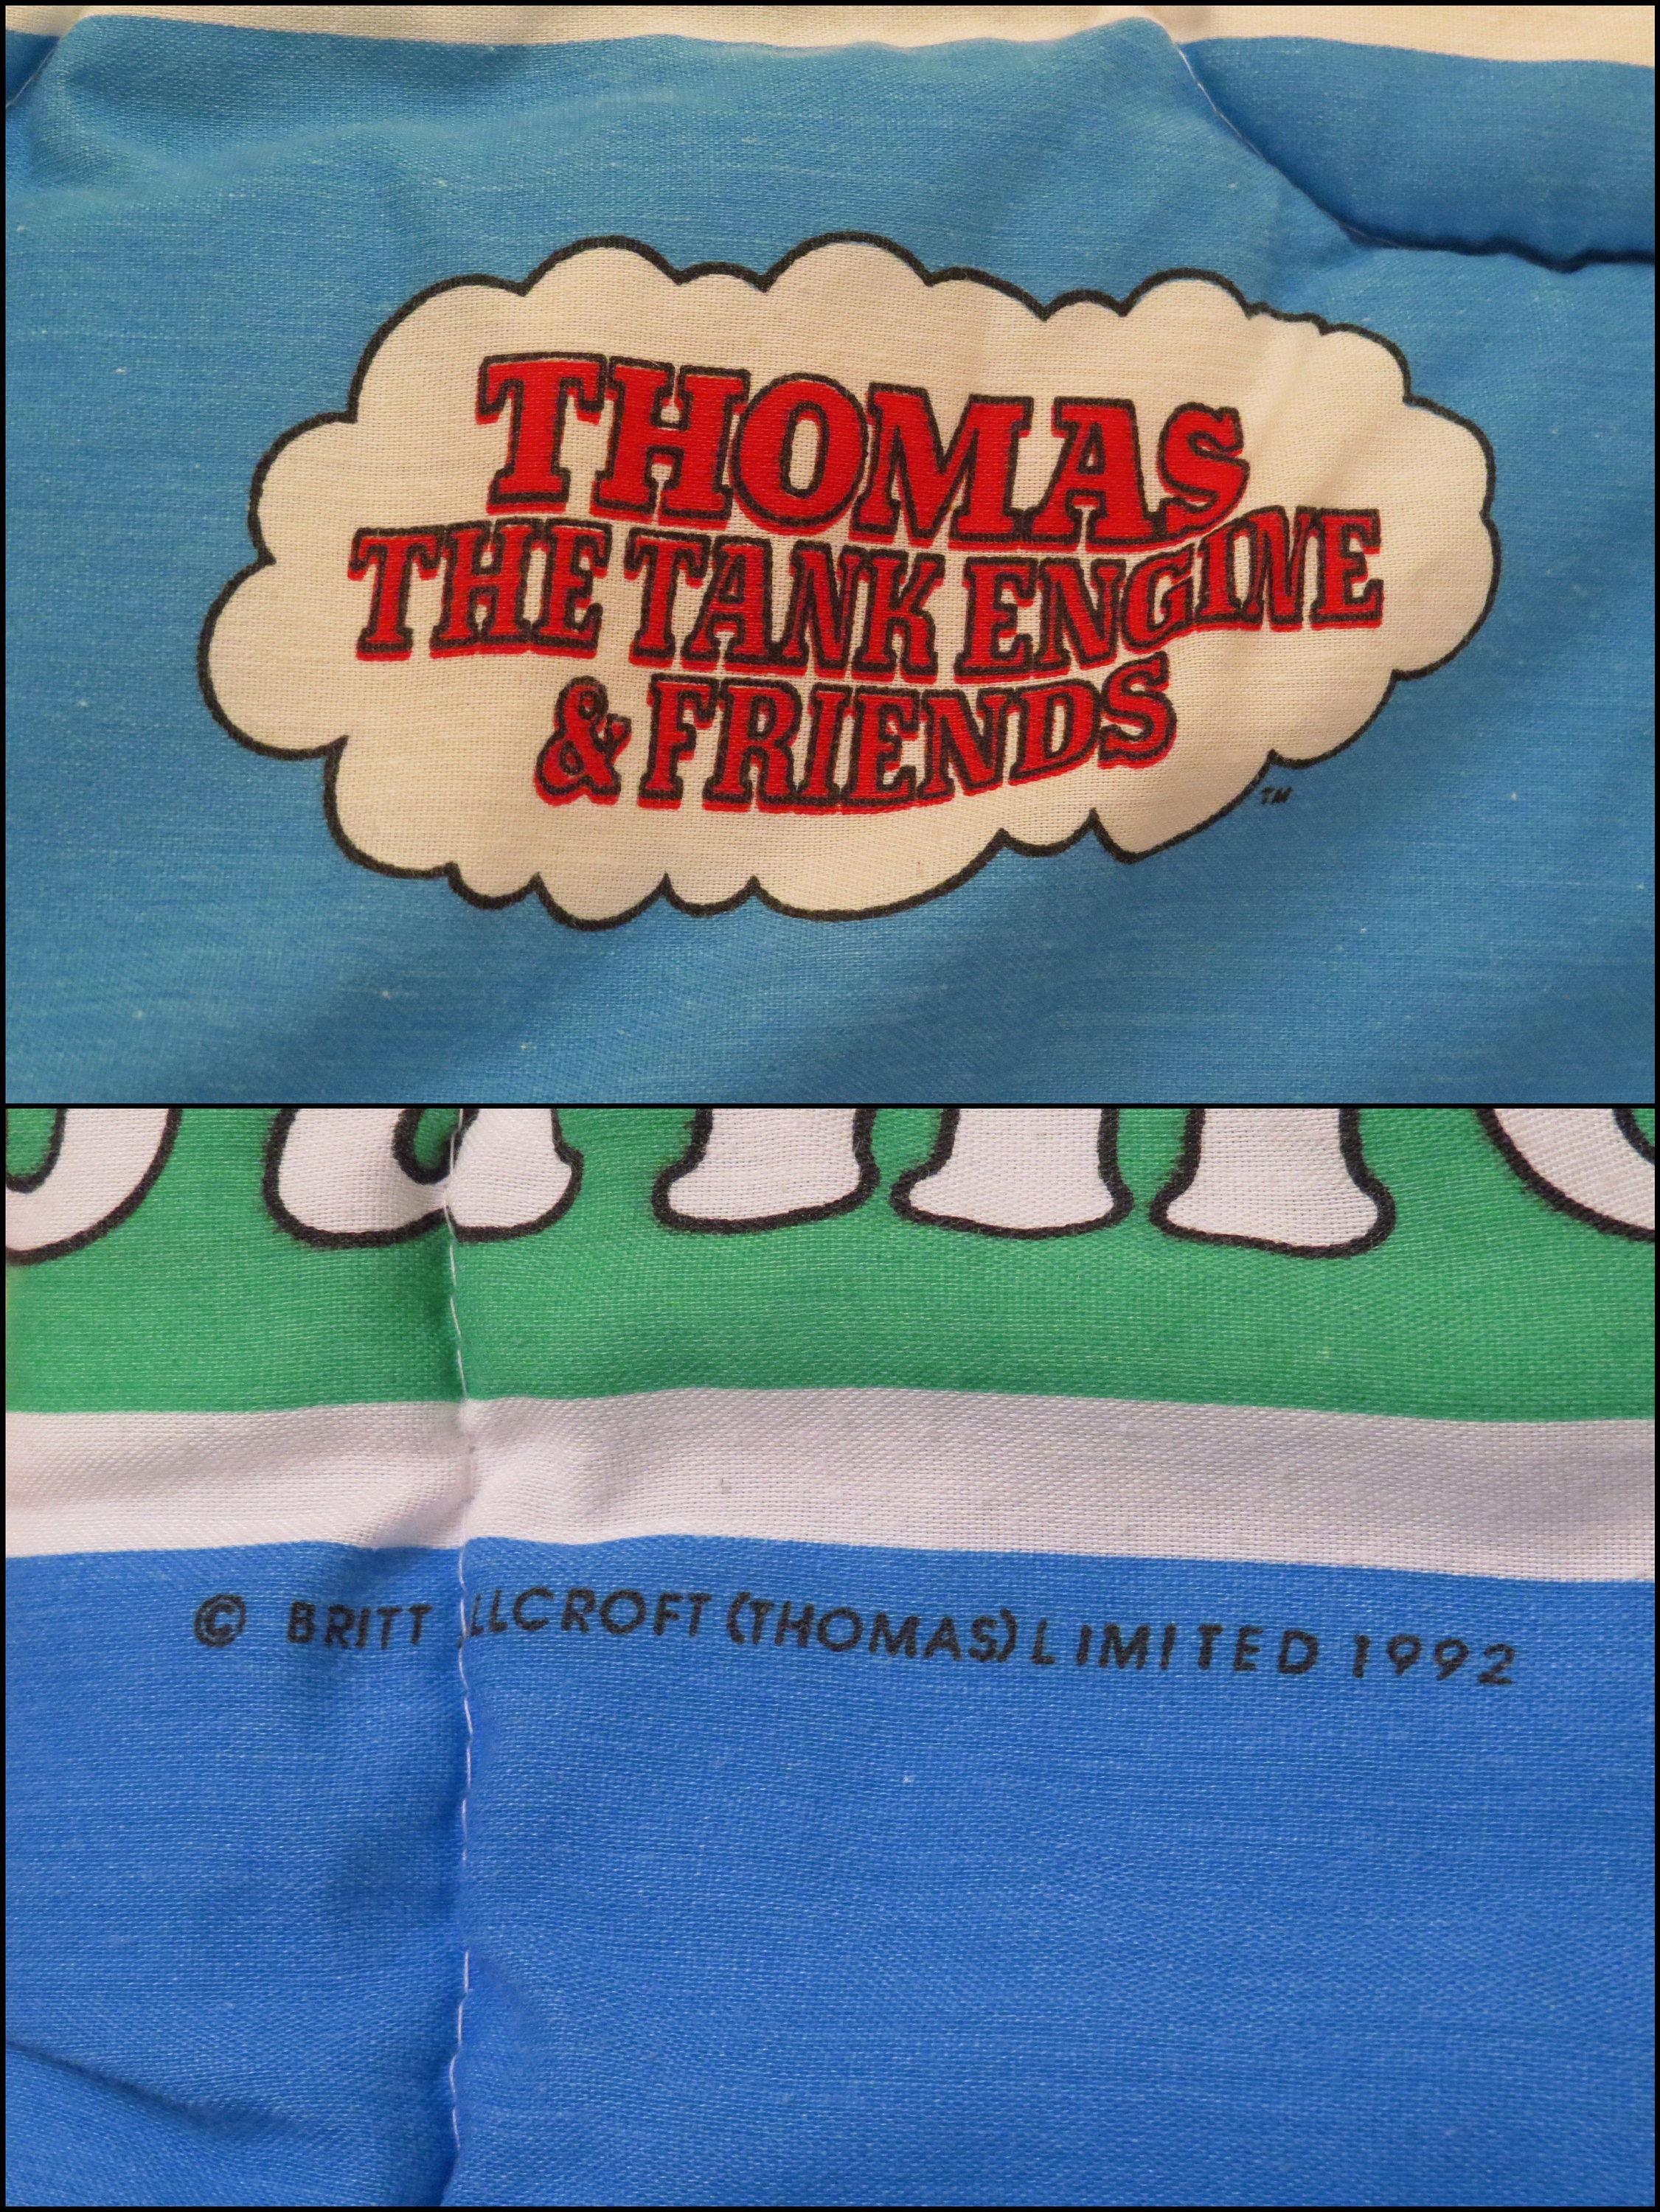 THOMAS
THE TANK ENGINE
& FRIENDS
TM
© BRITT LLCROFT (THOMAS) LIMITED 1992